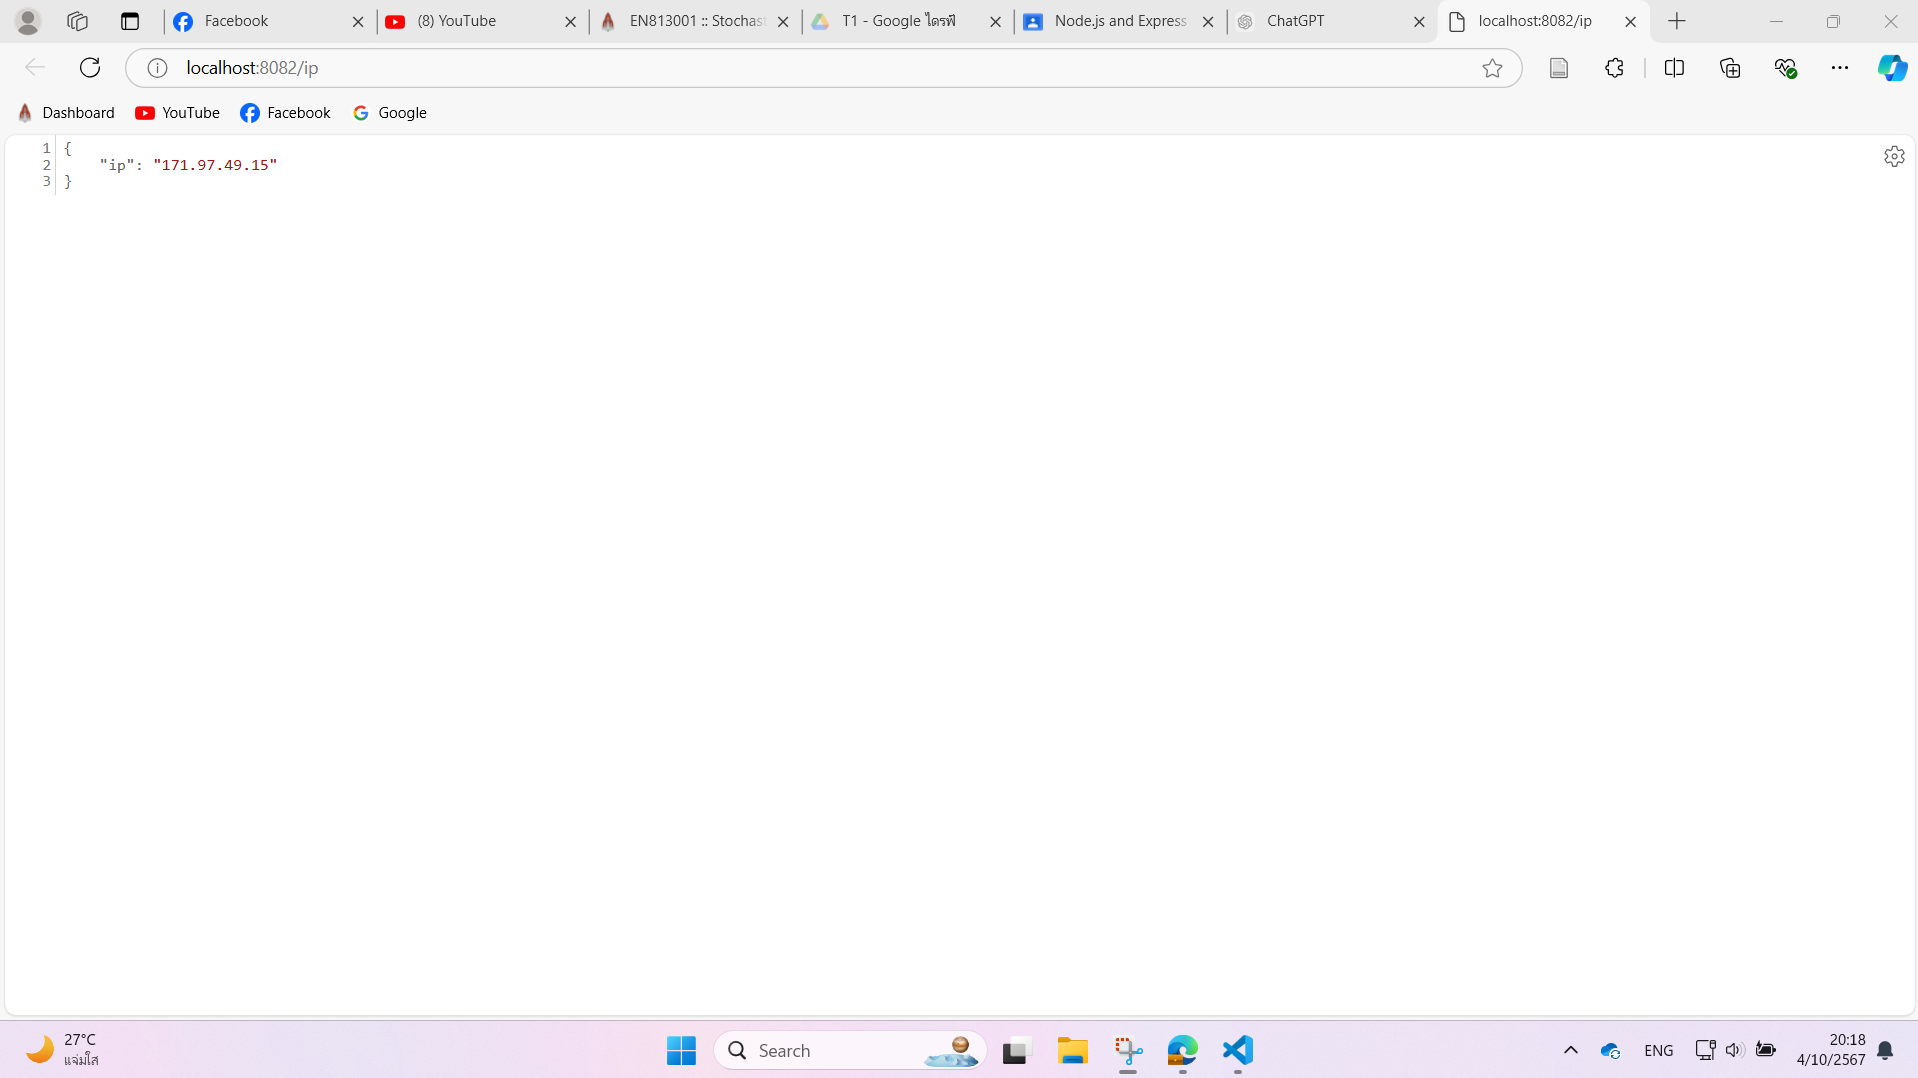 Facebook
(8) YouTube
EN813001 :: Stochast
T1 - Google ไดรฟ์
Node.js and Express
ChatGPT
localhost:8082/ip
localhost:8082/ip
Dashboard
YouTube
Facebook
Google
1 {
2 "ip": "171.97.49.15"
3 }
27°C
แจ่มใส
Search
ENG
20:18
4/10/2567